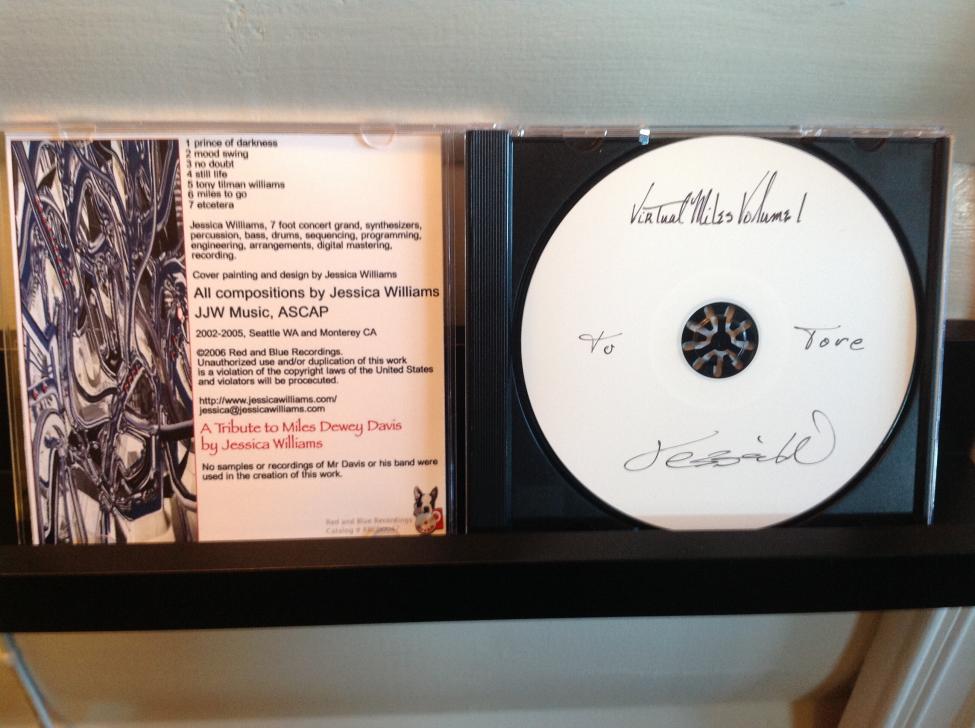 1 prince of darkness
2 mood swing
3 no doubt
4 still life
5 tony tilman williams
6 miles to go
7 etcetera
Jessica Williams, 7 foot concert grand, synthesizers,
percussion, bass, drums, sequencing, programming,
engineering, arrangements, digital mastering,
recording.
Cover painting and design by Jessica Williams
All compositions by Jessica Williams
JJW Music, ASCAP
2002-2005, Seattle WA and Monterey CA
©2006 Red and Blue Recordings.
Unauthorized use and/or duplication of this work
is a violation of the copyright laws of the United States
and violators will be procecuted.
http://www.jessicawilliams.com/
jessica@jessicawilliams.com
A Tribute to Miles Dewey Davis
by Jessica Williams
No samples or recordings of Mr Davis or his band were
used in the creation of this work.
Red and Blue Recordings
Catalog #
Virtual Miles Volume 1
To Tore
Jessica W